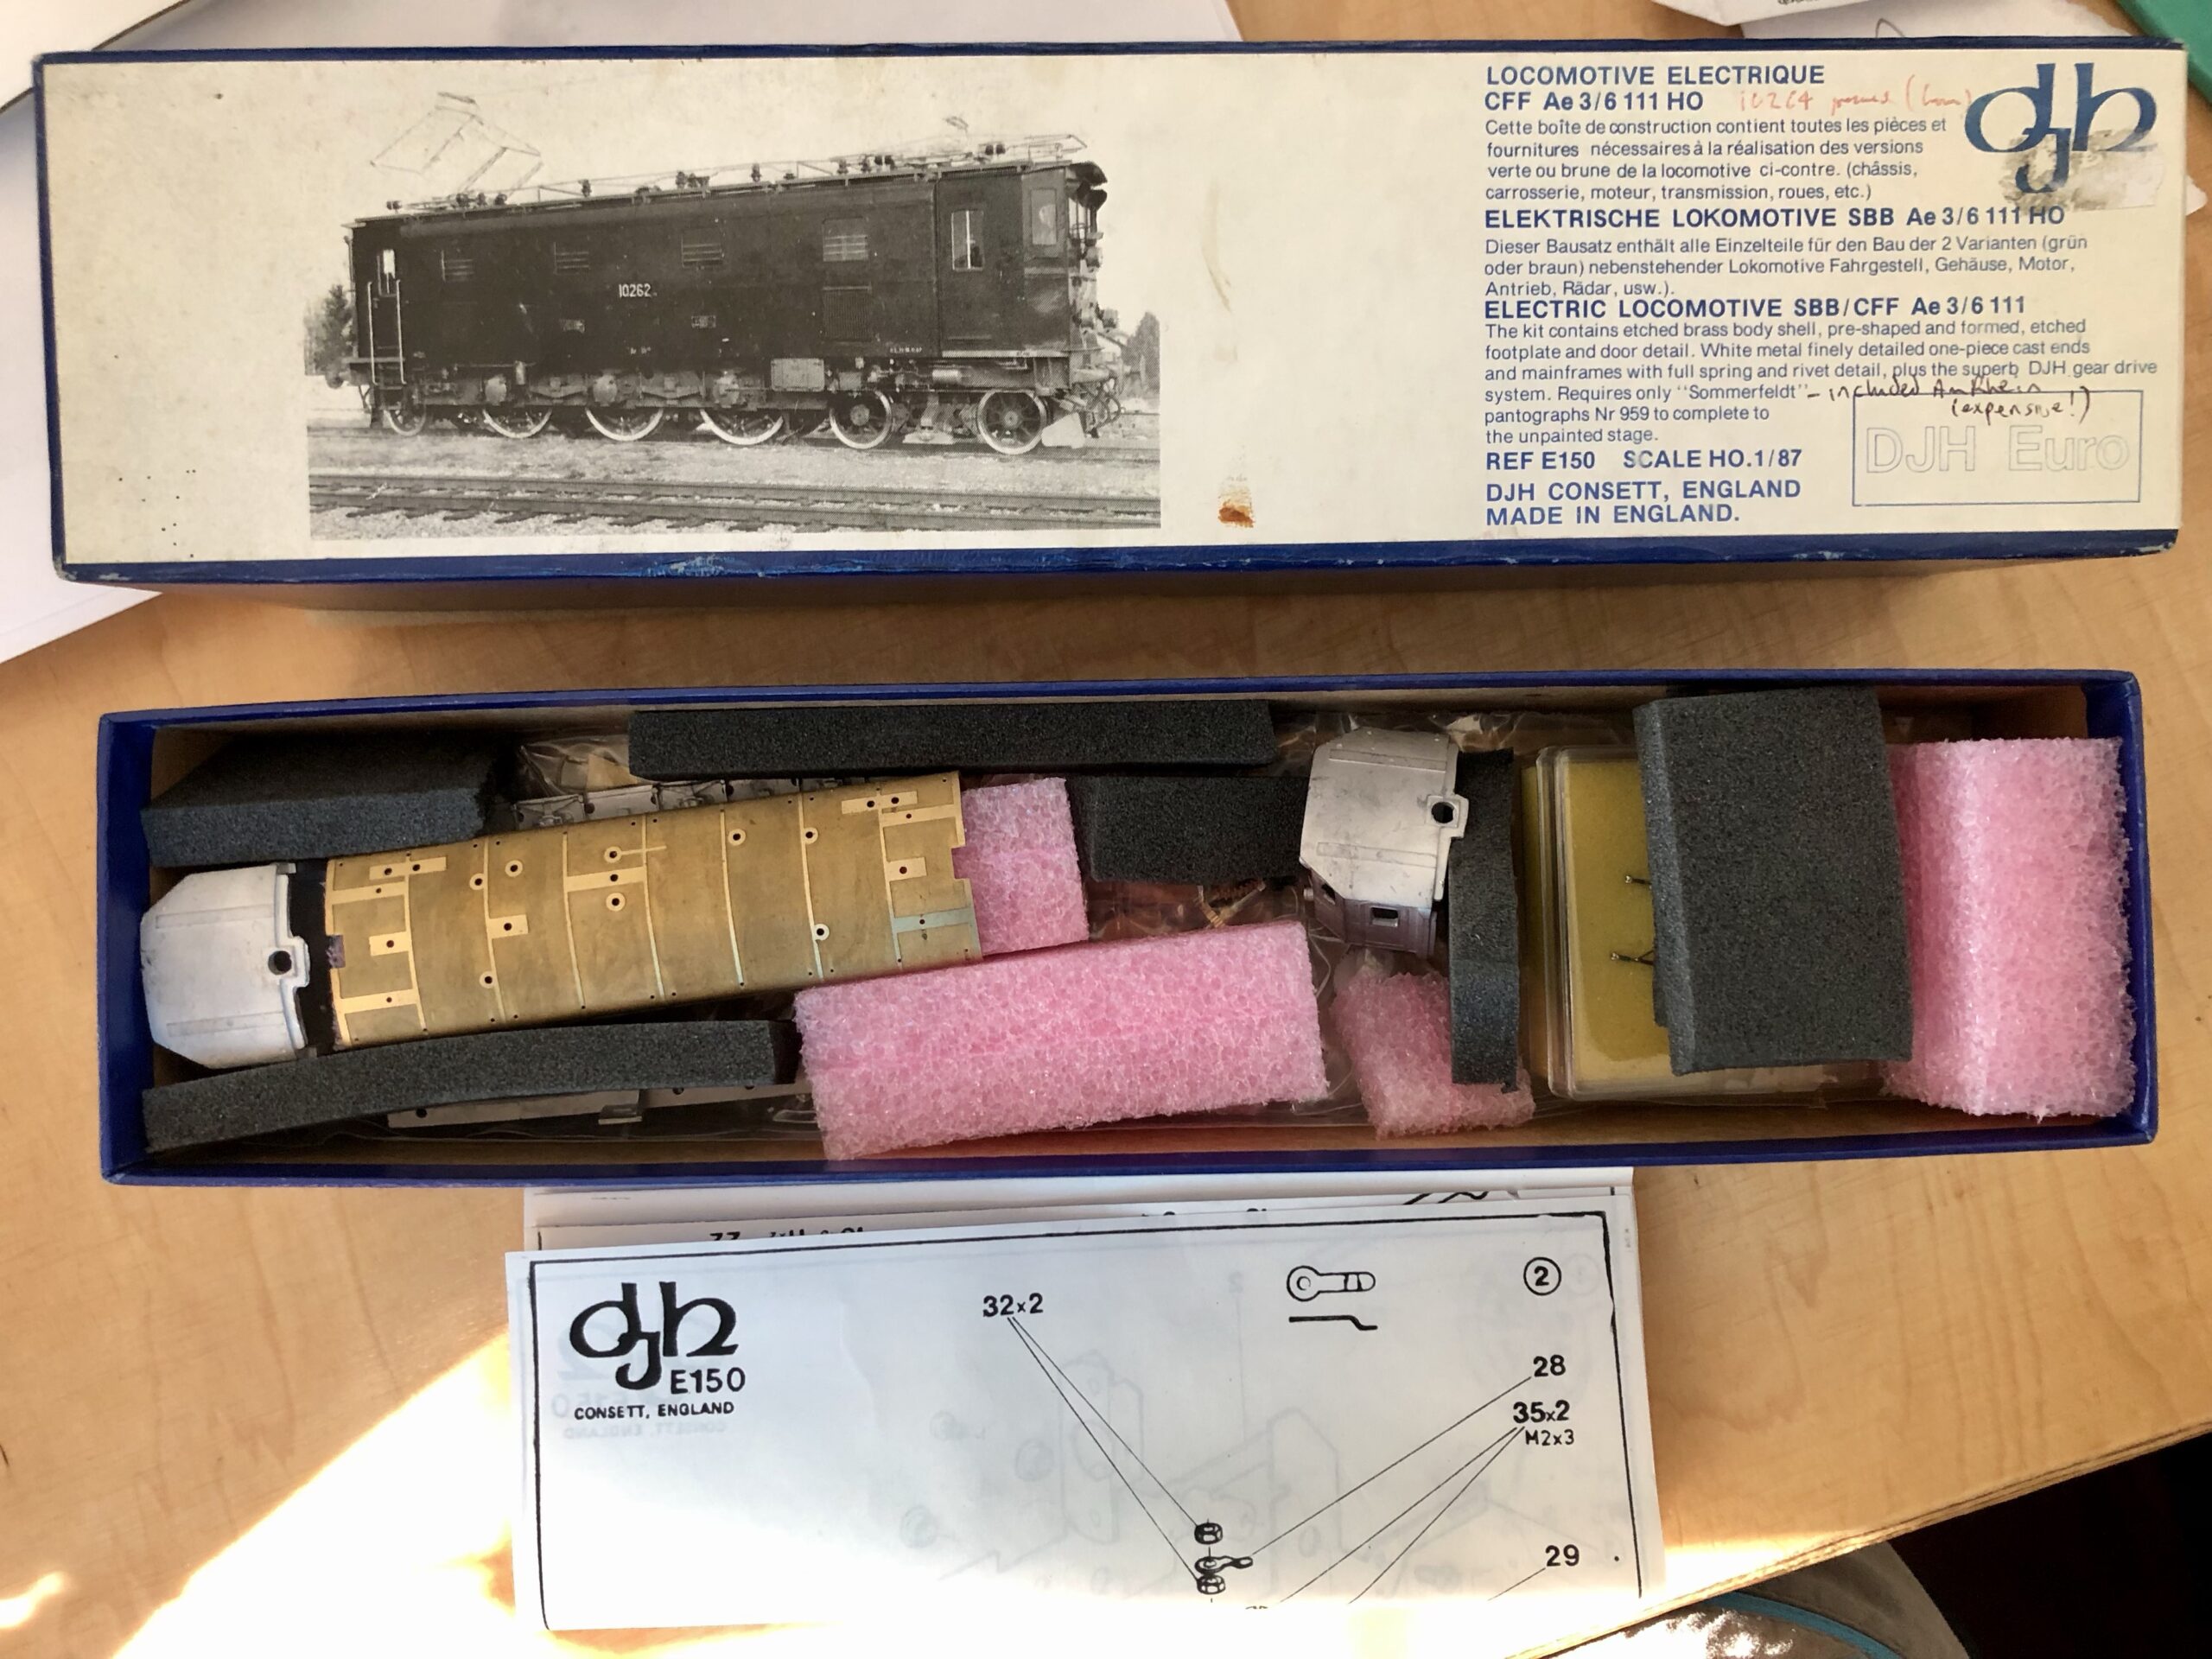 LOCOMOTIVE ELECTRIQUE
CFF Ae 3/6 111 HO 10264
djh
Cette boîte de construction contient toutes les pièces et
fournitures nécessaires à la réalisation des versions
verte ou brune de la locomotive ci-contre. (châssis,
carrosserie, moteur, transmission, roues, etc.)
ELEKTRISCHE LOKOMOTIVE SBB Ae 3/6 111 HO
Dieser Bausatz enthält alle Einzelteile für den Bau der 2 Varianten (grün
oder braun) nebenstehender Lokomotive Fahrgestell, Gehäuse, Motor,
Antrieb, Rädar, usw.).
ELECTRIC LOCOMOTIVE SBB/CFF Ae 3/6 111
The kit contains etched brass body shell, pre-shaped and formed, etched
footplate and door detail. White metal finely detailed one-piece cast ends
and mainframes with full spring and rivet detail, plus the superb DJH gear drive
system. Requires only "Sommerfeldt" - included
(expensive!)
pantographs Nr 959 to complete to
the unpainted stage.
REF E150 SCALE HO.1/87
DJH CONSETT, ENGLAND
MADE IN ENGLAND.
DJH Euro
10262
djh
E150
CONSETT, ENGLAND
32x2
2
28
35x2
M2x3
29